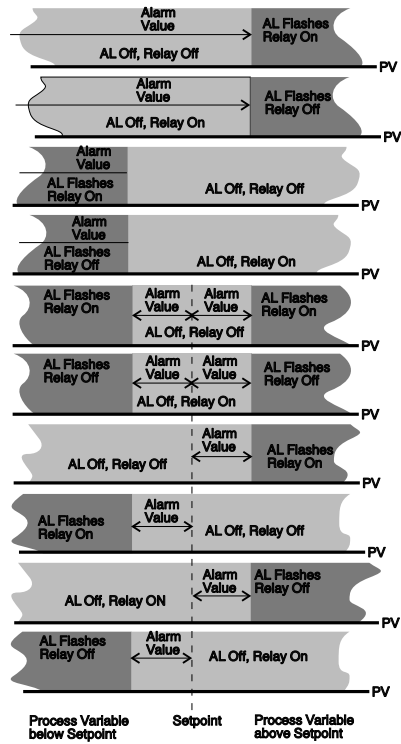 Alarm
Value
AL Off, Relay Off
AL Flashes
Relay On
PV
Alarm
Value
AL Off, Relay On
AL Flashes
Relay Off
PV
Alarm
Value
AL Flashes
Relay On
AL Off, Relay Off
PV
Alarm
Value
AL Flashes
Relay Off
AL Off, Relay On
PV
AL Flashes
Relay On
Alarm
Value
Alarm
Value
AL Flashes
Relay On
AL Off, Relay Off
PV
AL Flashes
Relay Off
Alarm
Value
Alarm
Value
AL Flashes
Relay Off
AL Off, Relay On
PV
AL Off, Relay Off
Alarm
Value
AL Flashes
Relay On
PV
AL Flashes
Relay On
Alarm
Value
AL Off, Relay Off
PV
AL Off, Relay ON
Alarm
Value
AL Flashes
Relay Off
PV
AL Flashes
Relay Off
Alarm
Value
AL Off, Relay On
PV
Process Variable
below Setpoint
Setpoint
Process Variable
above Setpoint